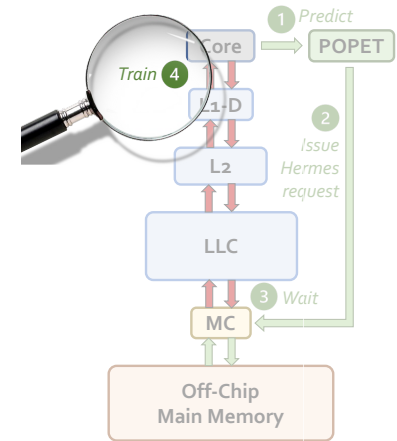 1 Predict
Core
POPET
Train 4
L1-D
2
Issue
Hermes
request
L2
LLC
3 Wait
MC
Off-Chip
Main Memory